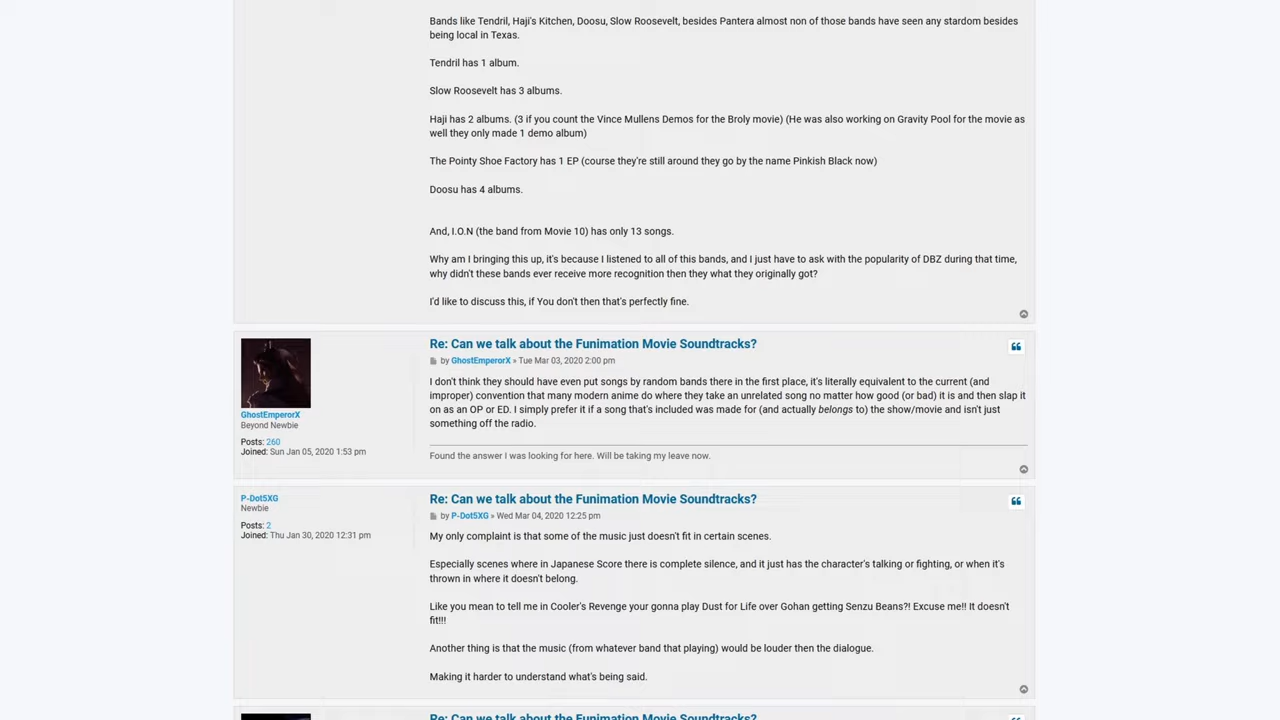 Bands like Tendril, Haji's Kitchen, Doosu, Slow Roosevelt, besides Pantera almost non of those bands have seen any stardom besides
being local in Texas.
Tendril has 1 album.
Slow Roosevelt has 3 albums.
Haji has 2 albums. (3 if you count the Vince Mullens Demos for the Broly movie) (He was also working on Gravity Pool for the movie as
well they only made 1 demo album)
The Pointy Shoe Factory has 1 EP (course they're still around they go by the name Pinkish Black now)
Doosu has 4 albums.
And, I.O.N (the band from Movie 10) has only 13 songs.
Why am I bringing this up, it's because I listened to all of this bands, and I just have to ask with the popularity of DBZ during that time,
why didn't these bands ever receive more recognition then they what they originally got?
I'd like to discuss this, if You don't then that's perfectly fine.
GhostEmperorX
Beyond Newbie
Posts: 260
Joined: Sun Jan 05, 2020 1:53 pm
Re: Can we talk about the Funimation Movie Soundtracks?
by GhostEmperorX » Tue Mar 03, 2020 2:00 pm
I don't think they should have even put songs by random bands there in the first place, it's literally equivalent to the current (and
improper) convention that many modern anime do where they take an unrelated song no matter how good (or bad) it is and then slap it
on as an OP or ED. I simply prefer it if a song that's included was made for (and actually belongs to) the show/movie and isn't just
something off the radio.
Found the answer I was looking for here. Will be taking my leave now.
P-Dot5XG
Newbie
Posts: 2
Joined: Thu Jan 30, 2020 12:31 pm
Re: Can we talk about the Funimation Movie Soundtracks?
by P-Dot5XG » Wed Mar 04, 2020 12:25 pm
My only complaint is that some of the music just doesn't fit in certain scenes.
Especially scenes where in Japanese Score there is complete silence, and it just has the character's talking or fighting, or when it's
thrown in where it doesn't belong.
Like you mean to tell me in Cooler's Revenge your gonna play Dust for Life over Gohan getting Senzu Beans?! Excuse me!! It doesn't
fit!!!
Another thing is that the music (from whatever band that playing) would be louder then the dialogue.
Making it harder to understand what's being said.
Re: Can we talk about the Funimation Movie Soundtracks?